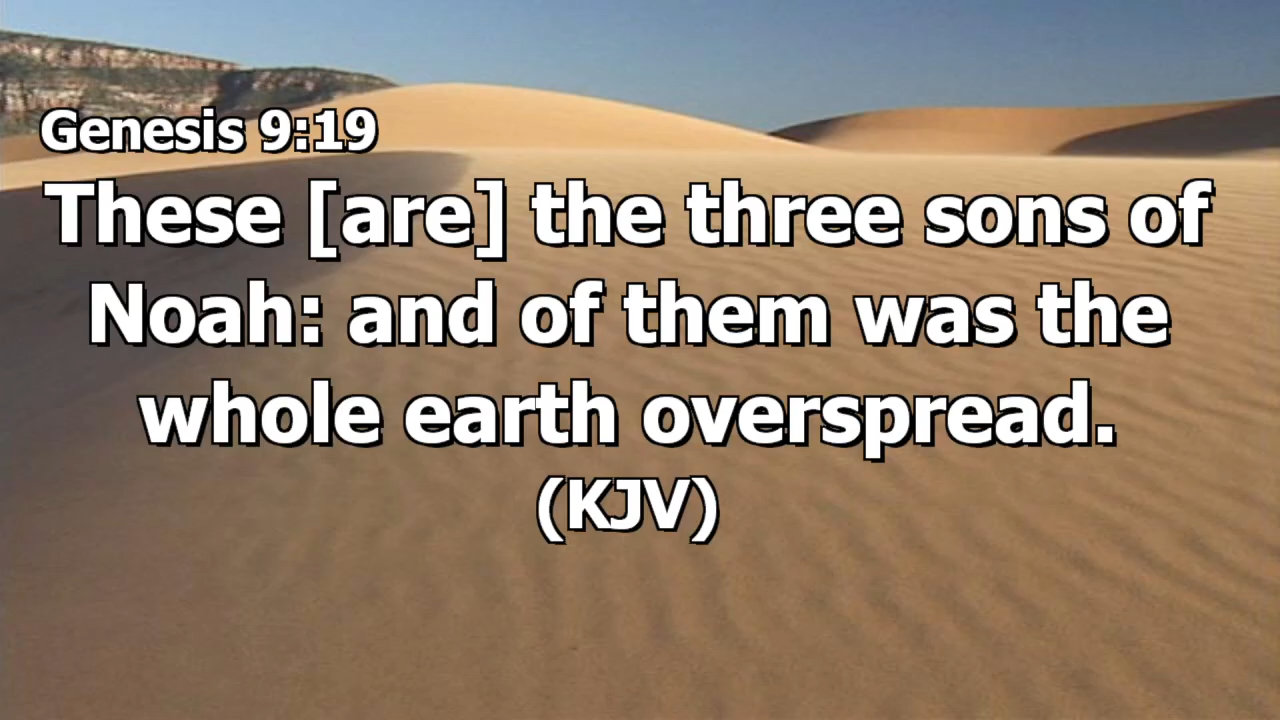 Genesis 9:19
These [are] the three sons of
Noah: and of them was the
whole earth overspread.
(KJV)